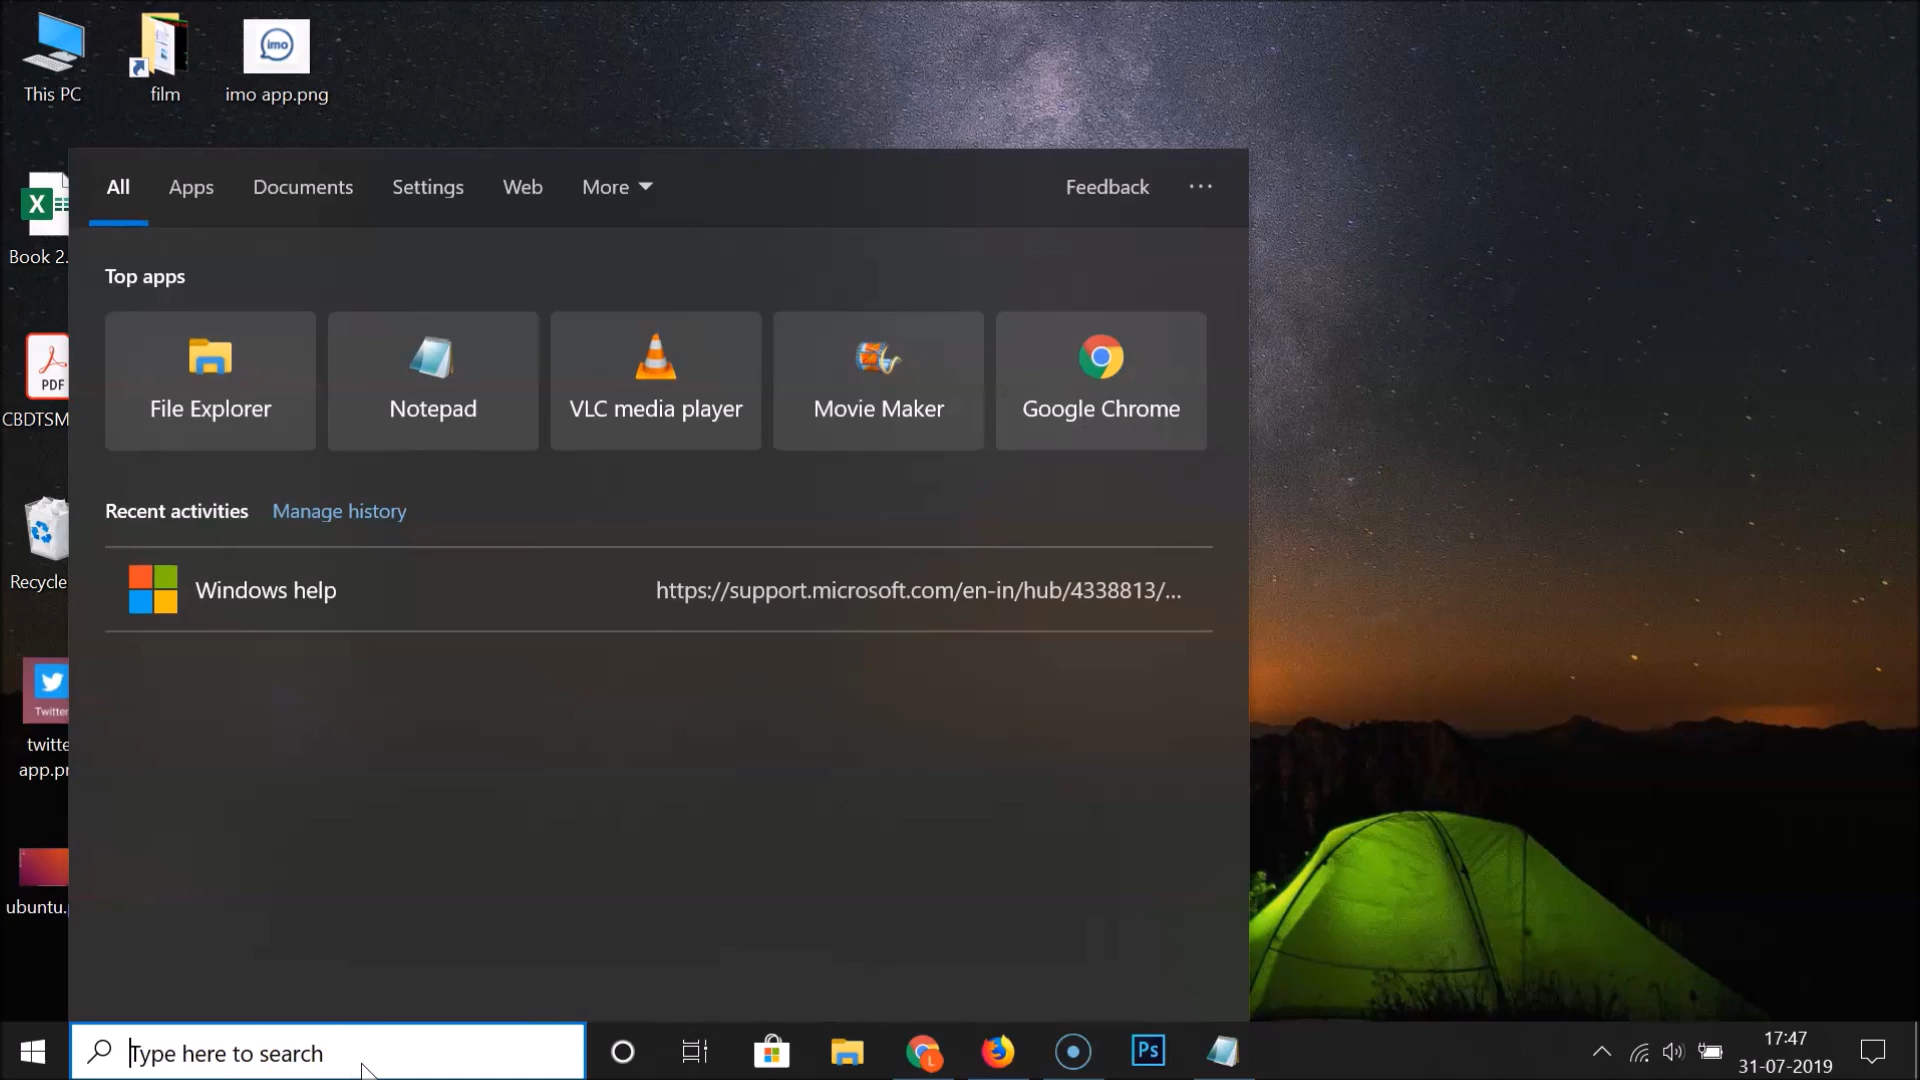 This PC
film
imo
imo app.png
All
Apps
Documents
Settings
Web
More
Feedback
X
Book 2.
Top apps
File Explorer
Notepad
VLC media player
Movie Maker
Google Chrome
PDF
CBDTSM
Recent activities
Manage history
Windows help
https://support.microsoft.com/en-in/hub/4338813/...
Recycle
Twitter
twitte
app.pr
ubuntu.
Type here to search
L
Ps
17:47
31-07-2019